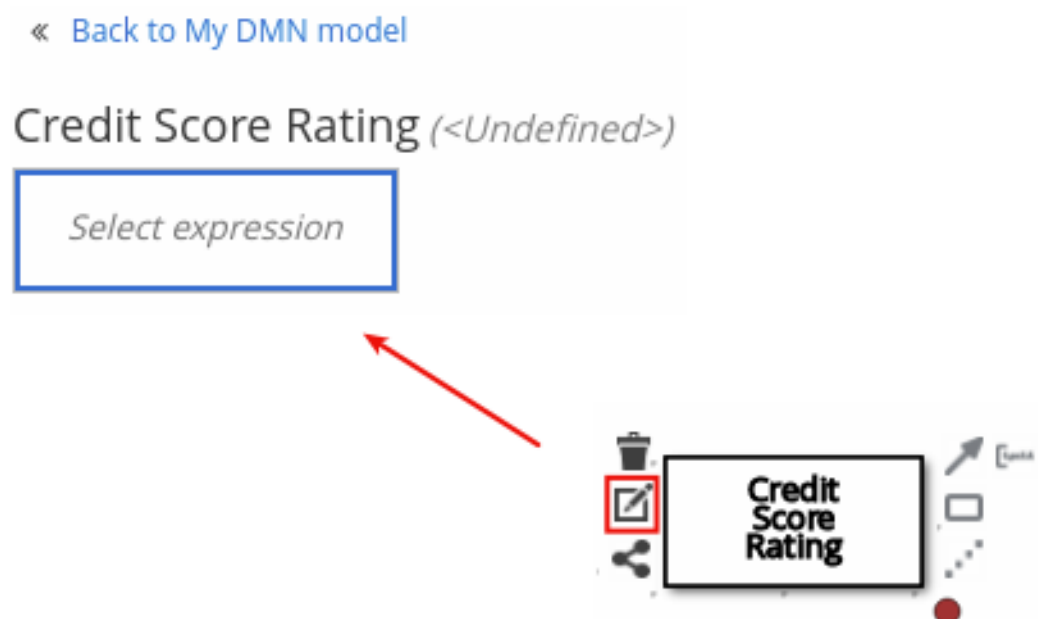 « Back to My DMN model
Credit Score Rating (<Undefined>)
Select expression
Credit
Score
Rating